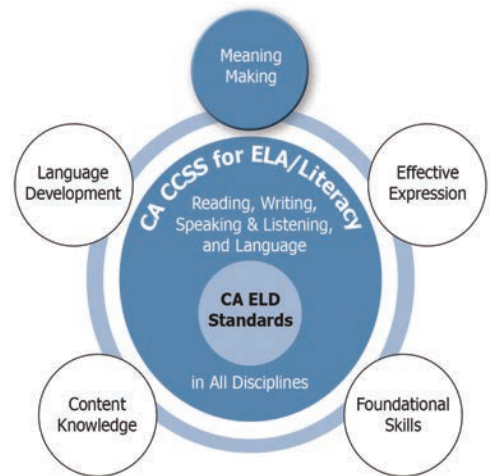 Meaning
Making
Language
Development
Effective
Expression
CA CCSS for ELA/Literacy
Reading, Writing,
Speaking & Listening,
and Language
CA ELD
Standards
in All Disciplines
Content
Knowledge
Foundational
Skills